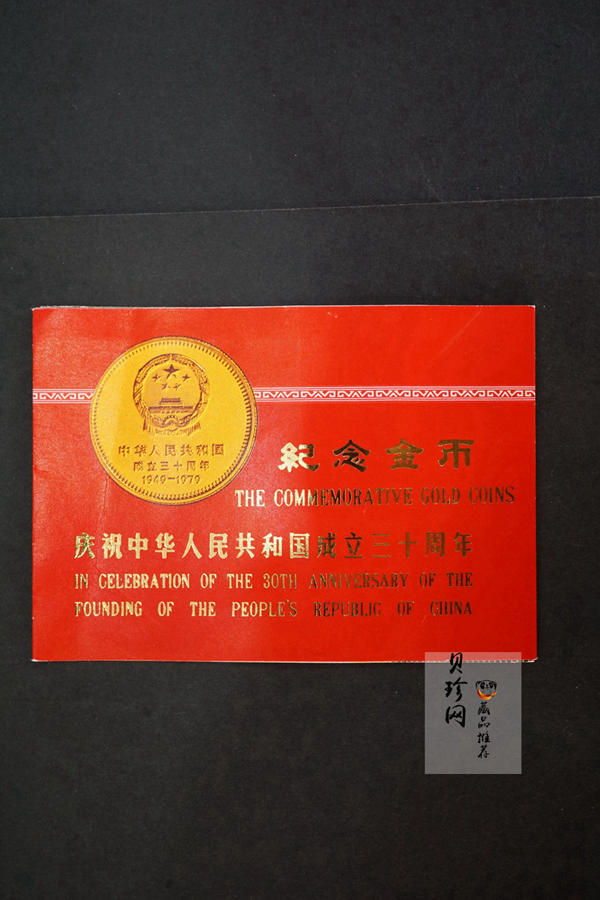 中华人民共和国
成立三十周年
1949-1979
紀念金币
THE COMMEMORATIVE GOLD COINS
庆祝中华人民共和国成立三十周年
IN CELEBRATION OF THE 30TH ANNIVERSARY OF THE
FOUNDING OF THE PEOPLE'S REPUBLIC OF CHINA
贝珍网
藏品推荐